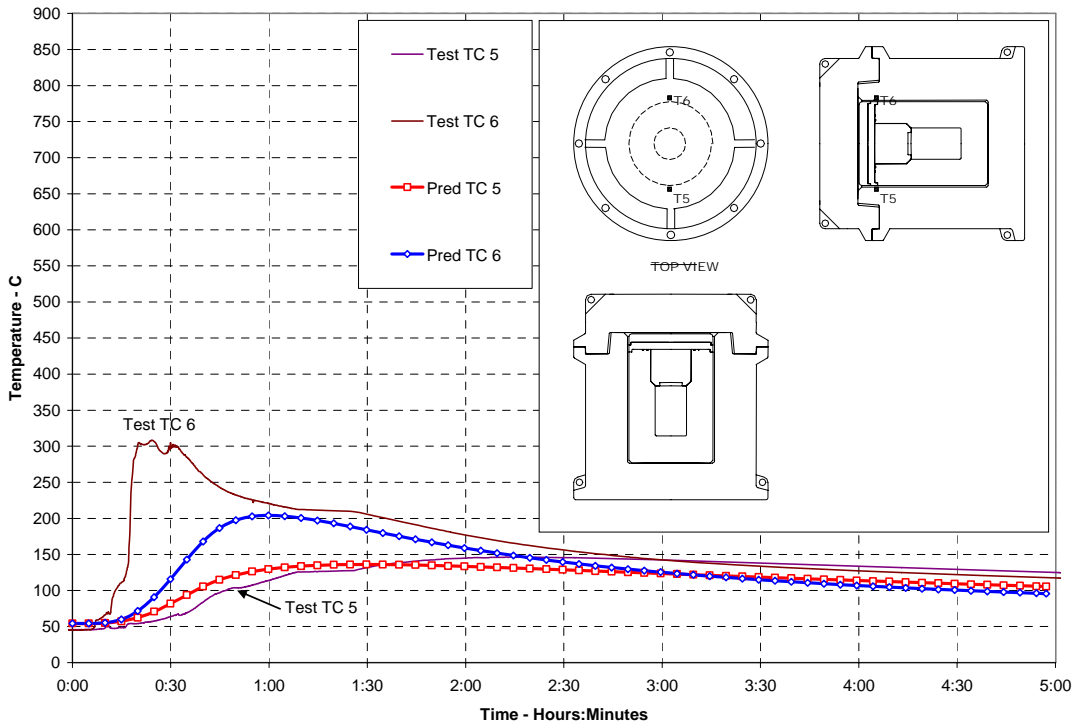 900
850
800
750
700
650
600
550
500
450
400
350
300
250
200
150
100
50
0
Temperature - C
Test TC 5
Test TC 6
Pred TC 5
Pred TC 6
T6
T5
TOP VIEW
T6
T5
Test TC 6
Test TC 5
0:00 0:30 1:00 1:30 2:00 2:30 3:00 3:30 4:00 4:30 5:00
Time - Hours:Minutes